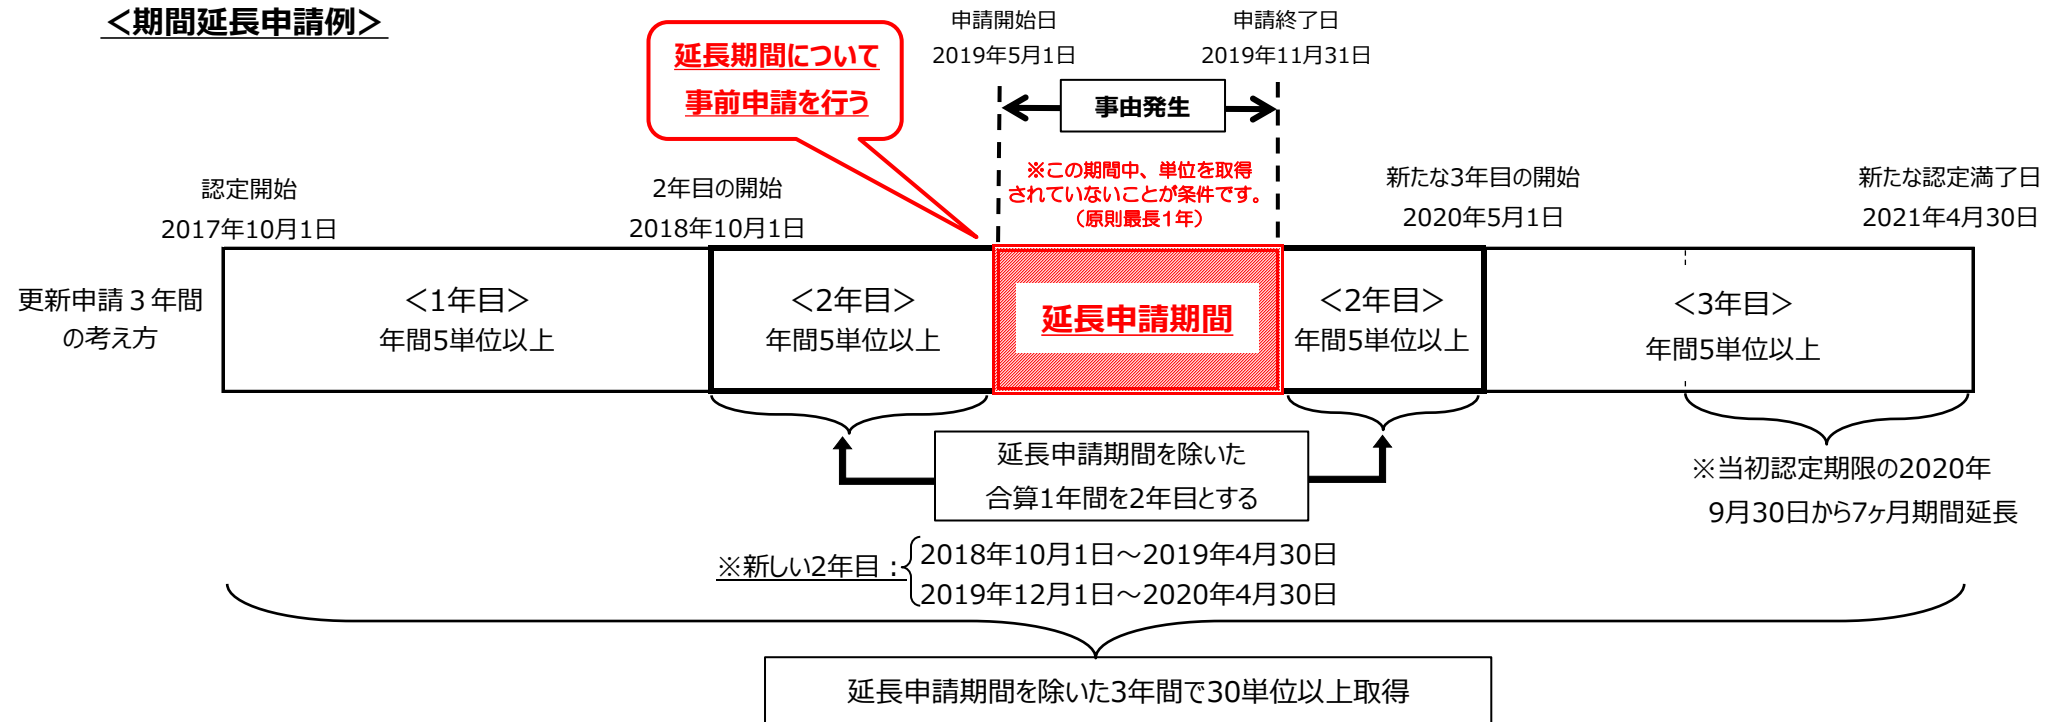 ＜期間延長申請例＞
延長期間について
事前申請を行う
申請開始日
2019年5月1日
申請終了日
2019年11月31日
事由発生
※この期間中、単位を取得
されていないことが条件です。
（原則最長1年）
認定開始
2017年10月1日
2年目の開始
2018年10月1日
新たな3年目の開始
2020年5月1日
新たな認定満了日
2021年4月30日
更新申請３年間
の考え方
＜1年目＞
年間5単位以上
＜2年目＞
年間5単位以上
延長申請期間
＜2年目＞
年間5単位以上
＜3年目＞
年間5単位以上
延長申請期間を除いた
合算1年間を2年目とする
※当初認定期限の2020年
9月30日から7ヶ月期間延長
※新しい2年目：
2018年10月1日～2019年4月30日
2019年12月1日～2020年4月30日
延長申請期間を除いた3年間で30単位以上取得